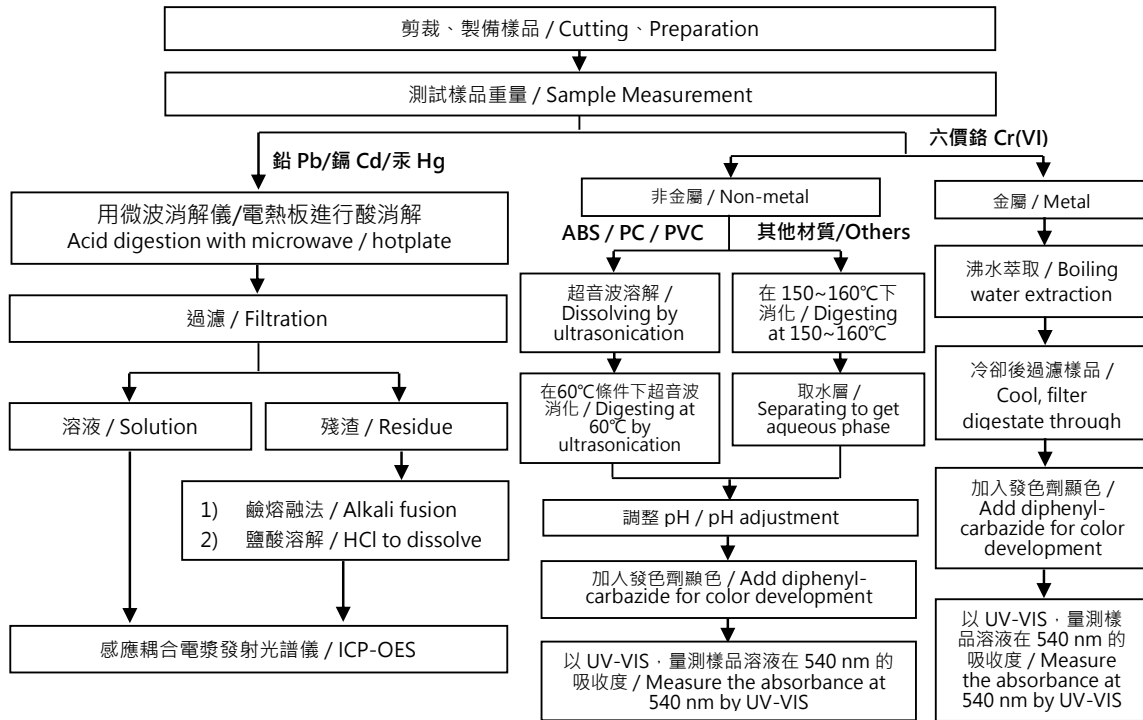 剪裁、製備樣品 / Cutting、Preparation
測試樣品重量 / Sample Measurement
鉛 Pb/鎘 Cd/汞 Hg
用微波消解儀/電熱板進行酸消解
Acid digestion with microwave / hotplate
過濾 / Filtration
溶液 / Solution
殘渣 / Residue
1) 鹼熔融法 / Alkali fusion
2) 鹽酸溶解 / HCl to dissolve
感應耦合電漿發射光譜儀 / ICP-OES
六價鉻 Cr(VI)
非金屬 / Non-metal
ABS / PC / PVC
其他材質/Others
超音波溶解 /
Dissolving by
ultrasonication
在60℃條件下超音波
消化 / Digesting at
60℃ by
ultrasonication
在 150~160℃下
消化 / Digesting
at 150~160℃
取水層 /
Separating to get
aqueous phase
調整 pH / pH adjustment
加入發色劑顯色 / Add diphenyl-
carbazide for color development
以 UV-VIS，量測樣品溶液在 540 nm 的
吸收度 / Measure the absorbance at
540 nm by UV-VIS
金屬 / Metal
沸水萃取 / Boiling
water extraction
冷卻後過濾樣品 /
Cool, filter
digestate through
加入發色劑顯色 /
Add diphenyl-
carbazide for color
development
以 UV-VIS，量測樣
品溶液在 540 nm 的
吸收度 / Measure
the absorbance at
540 nm by UV-VIS